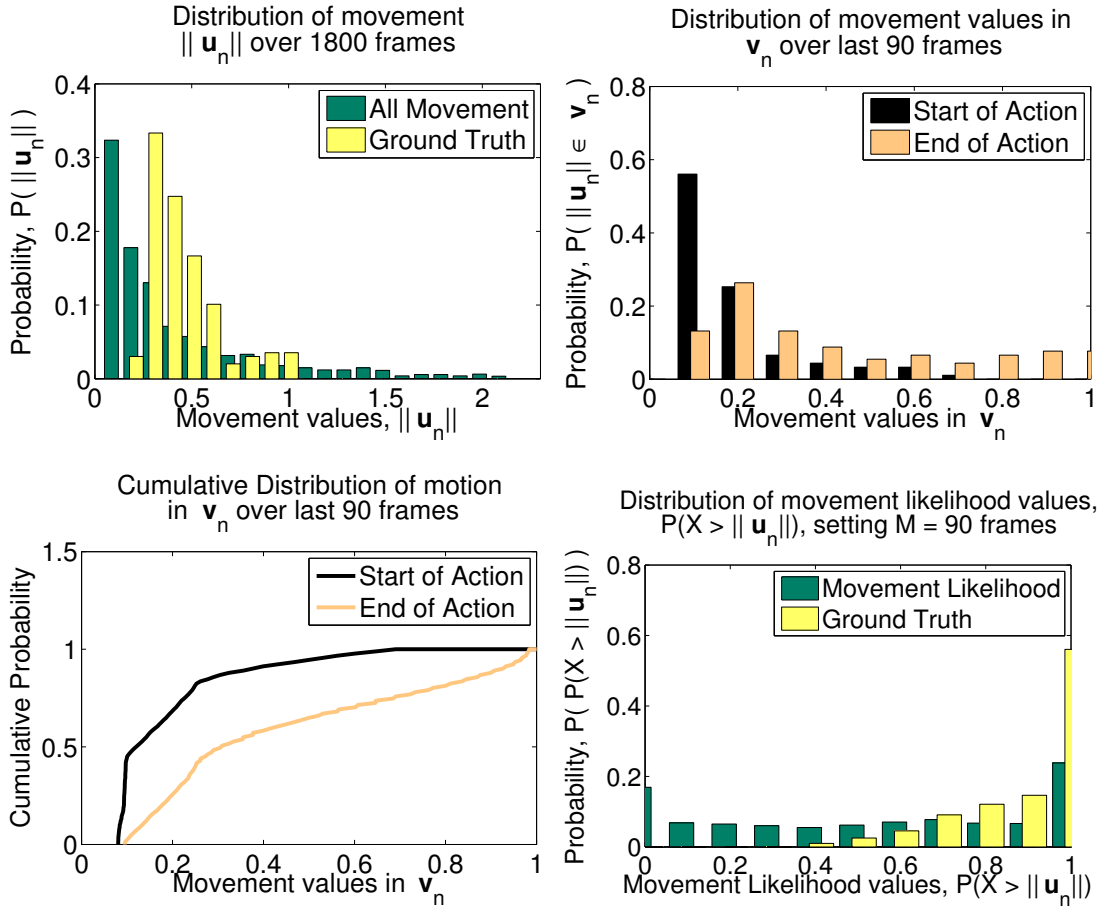 Distribution of movement
|| u_n|| over 1800 frames
Probability, P( || u_n|| )
0.4
0.3
0.2
0.1
0
All Movement
Ground Truth
0 0.5 1 1.5 2
Movement values, || u_n||
Distribution of movement values in
v_n over last 90 frames
Probability, P( || u_n|| ∈ v_n )
0.8
0.6
0.4
0.2
0
Start of Action
End of Action
0 0.2 0.4 0.6 0.8 1
Movement values in v_n
Cumulative Distribution of motion
in v_n over last 90 frames
Cumulative Probability
1.5
1
0.5
0
Start of Action
End of Action
0 0.2 0.4 0.6 0.8 1
Movement values in v_n
Distribution of movement likelihood values,
P(X > || u_n||), setting M = 90 frames
Probability, P( P(X > || u_n||) )
0.8
0.6
0.4
0.2
0
Movement Likelihood
Ground Truth
0 0.2 0.4 0.6 0.8 1
Movement Likelihood values, P(X > || u_n||)